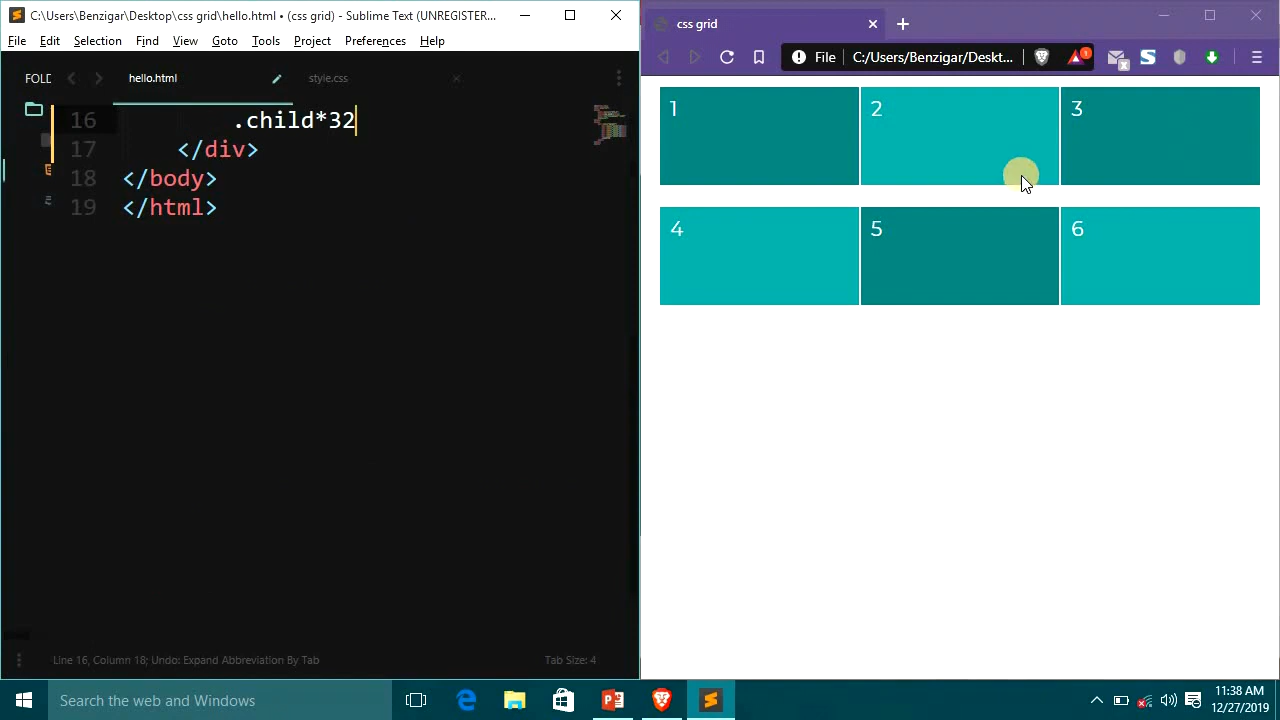 C:\Users\Benzigar\Desktop\css grid\hello.html • (css grid) - Sublime Text (UNREGISTER...
File Edit Selection Find View Goto Tools Project Preferences Help
FOLD
hello.html
style.css
16 .child*32
17 </div>
18 </body>
19 </html>
Line 16, Column 18; Undo: Expand Abbreviation By Tab
Tab Size: 4
css grid
File
C:/Users/Benzigar/Deskt...
1
1 2 3
4 5 6
Search the web and Windows
11:38 AM
12/27/2019